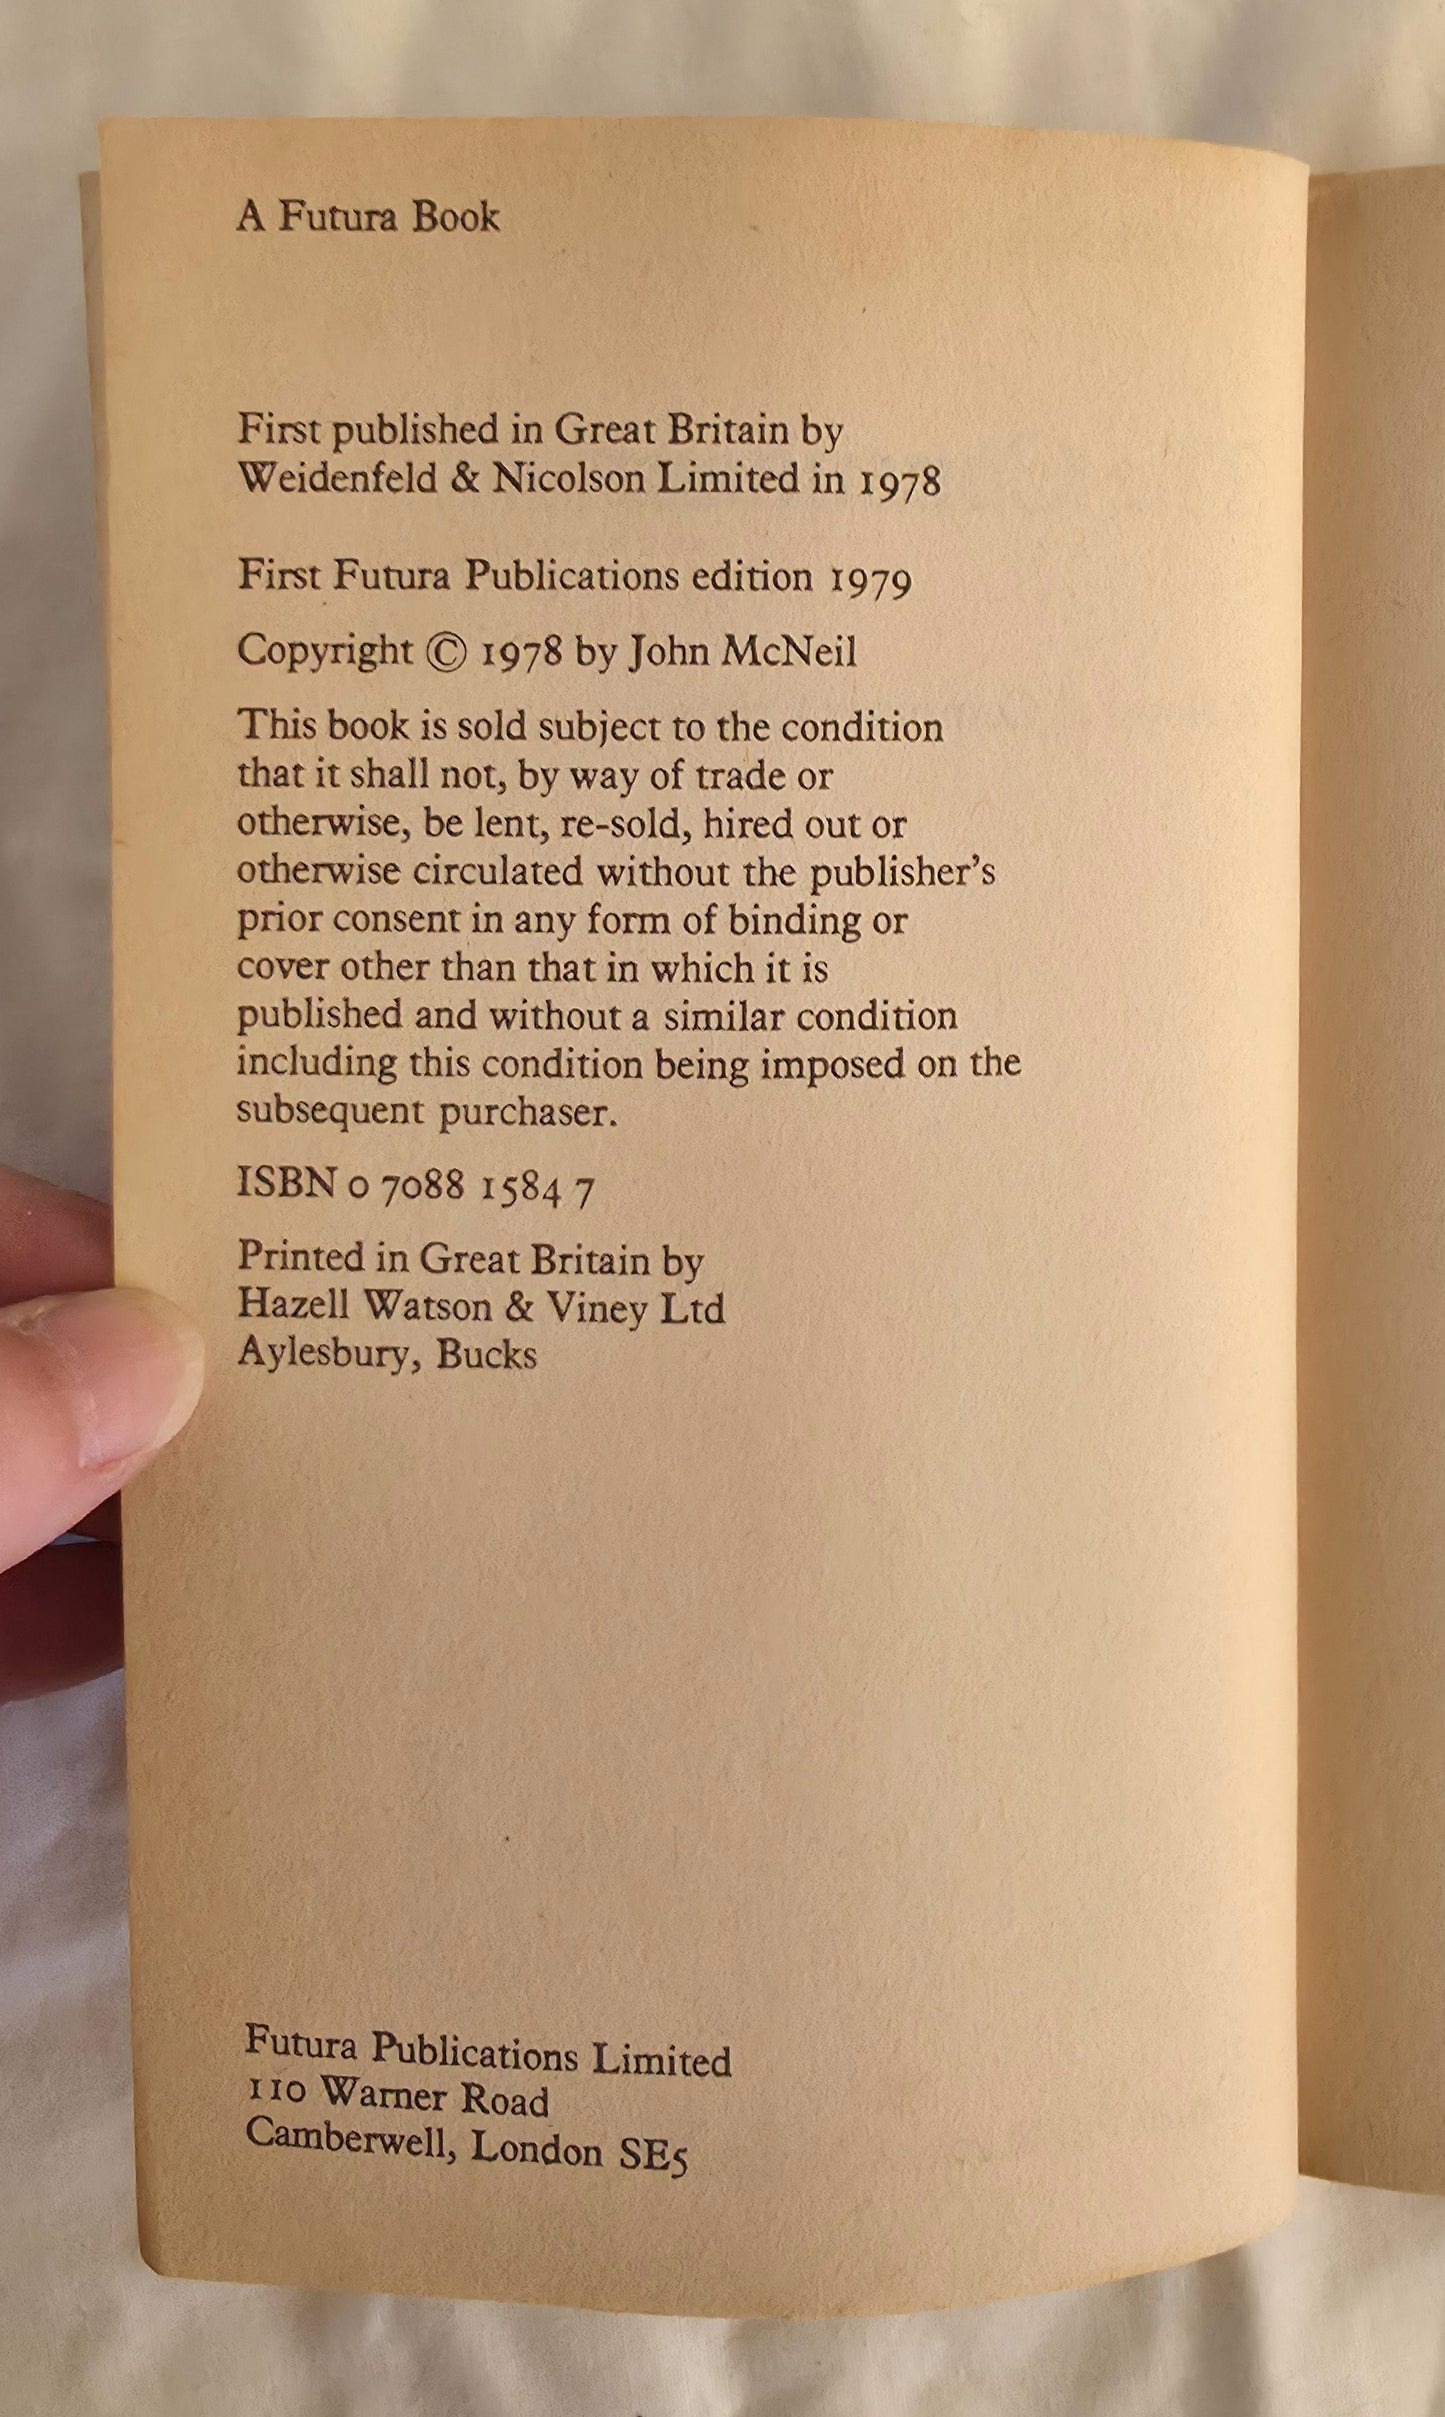 A Futura Book
First published in Great Britain by
Weidenfeld & Nicolson Limited in 1978
First Futura Publications edition 1979
Copyright © 1978 by John McNeil
This book is sold subject to the condition
that it shall not, by way of trade or
otherwise, be lent, re-sold, hired out or
otherwise circulated without the publisher's
prior consent in any form of binding or
cover other than that in which it is
published and without a similar condition
including this condition being imposed on the
subsequent purchaser.
ISBN 0 7088 1584 7
Printed in Great Britain by
Hazell Watson & Viney Ltd
Aylesbury, Bucks
Futura Publications Limited
110 Warner Road
Camberwell, London SE5